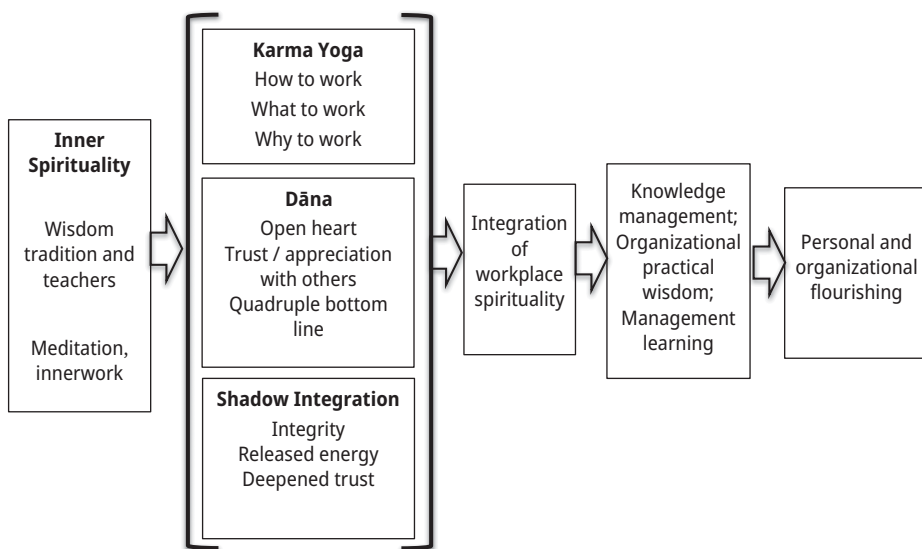 Inner
Spirituality
Wisdom
tradition and
teachers
Meditation,
innerwork
Karma Yoga
How to work
What to work
Why to work
Dāna
Open heart
Trust / appreciation
with others
Quadruple bottom
line
Shadow Integration
Integrity
Released energy
Deepened trust
Integration
of
workplace
spirituality
Knowledge
management;
Organizational
practical
wisdom;
Management
learning
Personal and
organizational
flourishing